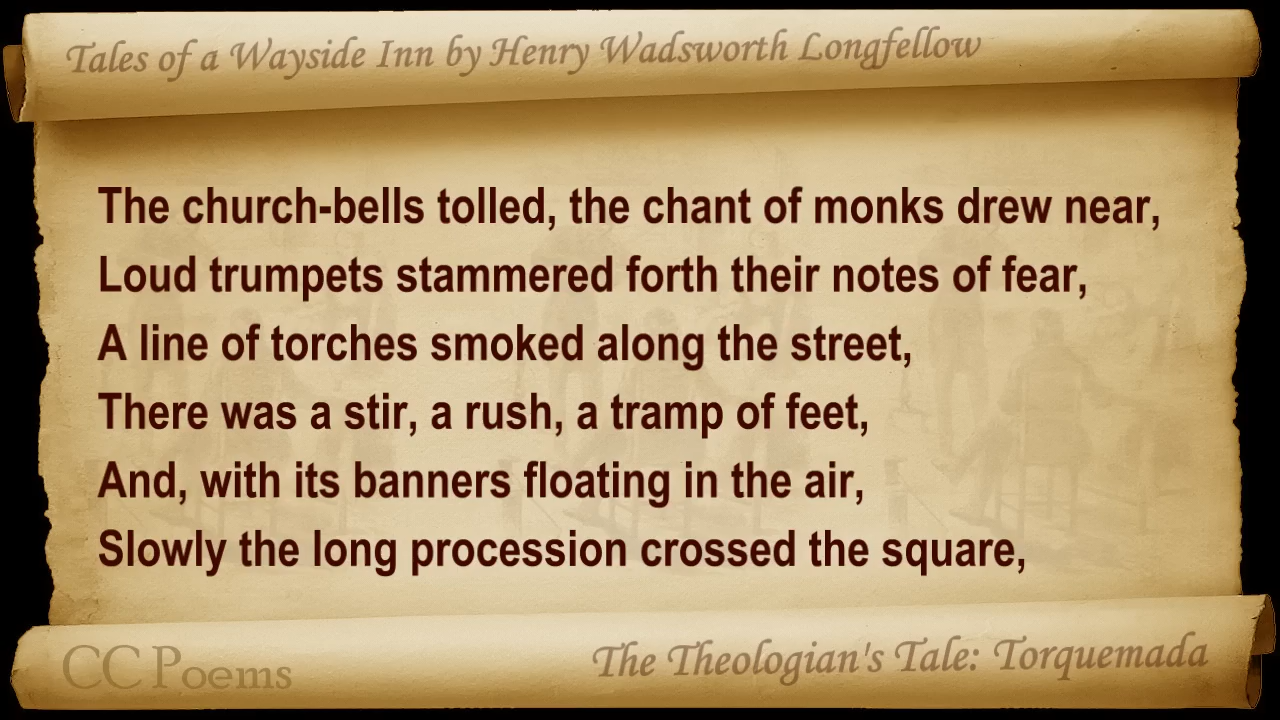 Tales of a Wayside Inn by Henry Wadsworth Longfellow
The church-bells tolled, the chant of monks drew near,
Loud trumpets stammered forth their notes of fear,
A line of torches smoked along the street,
There was a stir, a rush, a tramp of feet,
And, with its banners floating in the air,
Slowly the long procession crossed the square,
CC Poems
The Theologian's Tale: Torquemada